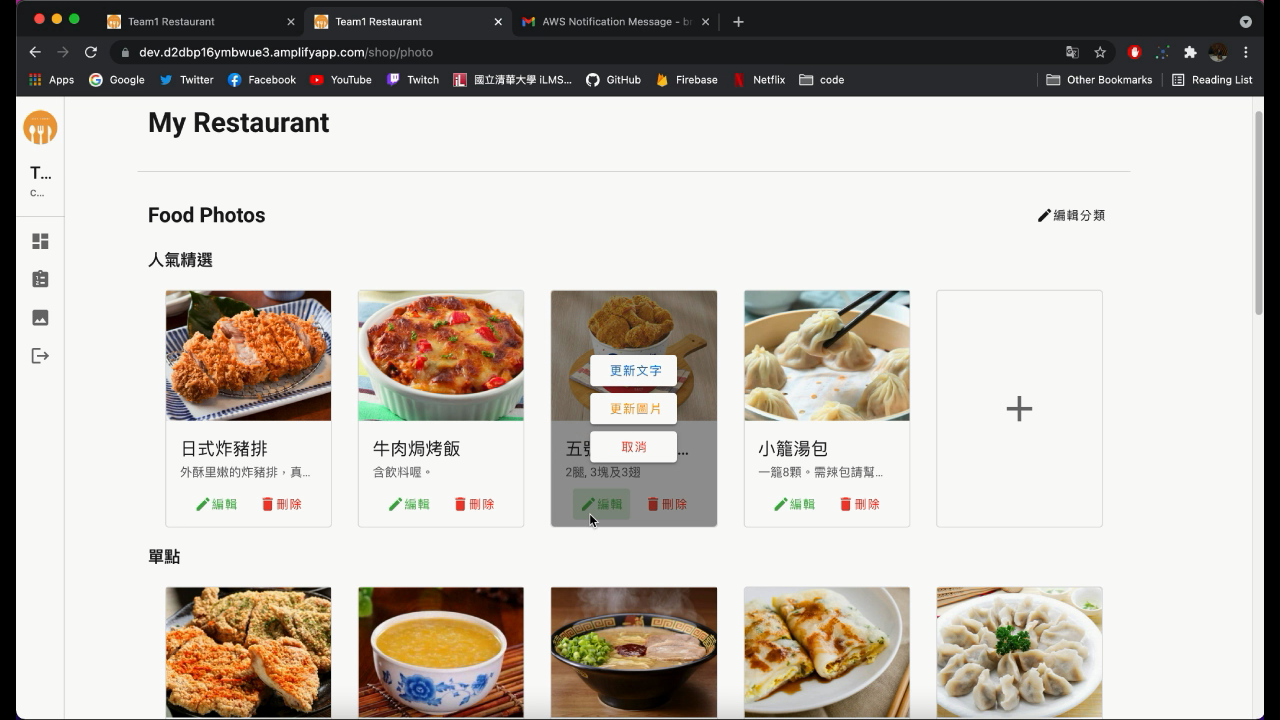 Team1 Restaurant
Team1 Restaurant
AWS Notification Message - br
dev.d2dbp16ymbwue3.amplifyapp.com/shop/photo
Apps
Google
Twitter
Facebook
YouTube
Twitch
國立清華大學 iLMS...
GitHub
Firebase
Netflix
code
Other Bookmarks
Reading List
T...
C...
My Restaurant
Food Photos
編輯分類
人氣精選
更新文字
更新圖片
取消
日式炸豬排
牛肉焗烤飯
五號 ...
小籠湯包
外酥里嫩的炸豬排，真...
含飲料喔。
2腿, 3塊及3翅
一籠8顆。需辣包請幫...
編輯 刪除
編輯 刪除
編輯 刪除
編輯 刪除
單點